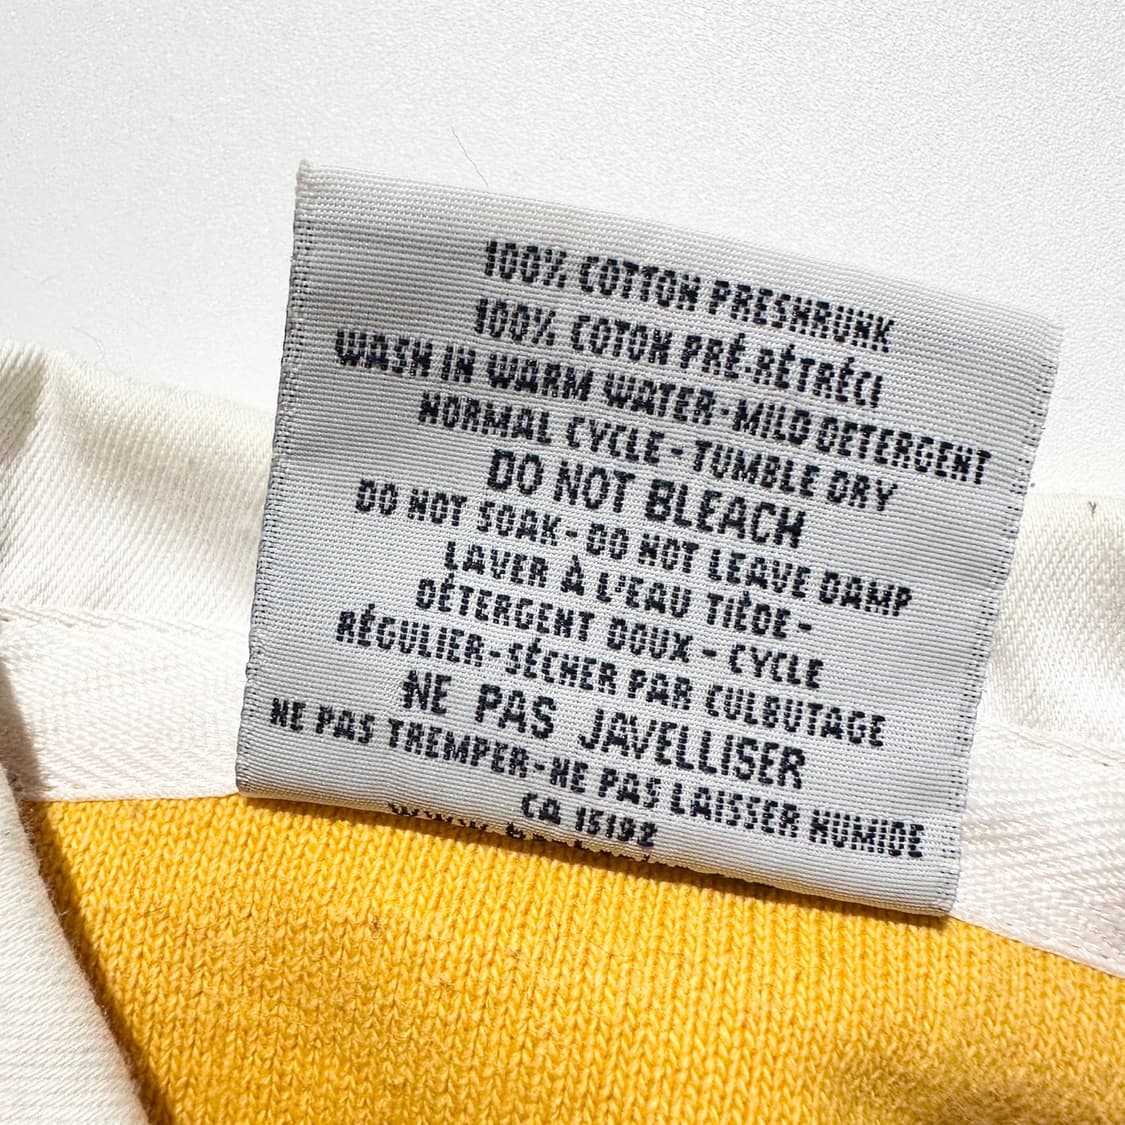 100% COTTON PRESHRUNK
100% COTON PRÉ-RÉTRÉCI
WASH IN WARM WATER-MILD DETERGENT
NORMAL CYCLE-TUMBLE DRY
DO NOT BLEACH
DO NOT SOAK-DO NOT LEAVE DAMP
LAVER À L'EAU TIÈDE-
DÉTERGENT DOUX-CYCLE
RÉGULIER-SÉCHER PAR CULBUTAGE
NE PAS JAVELLISER
NE PAS TREMPER-NE PAS LAISSER HUMIDE
CA 15192